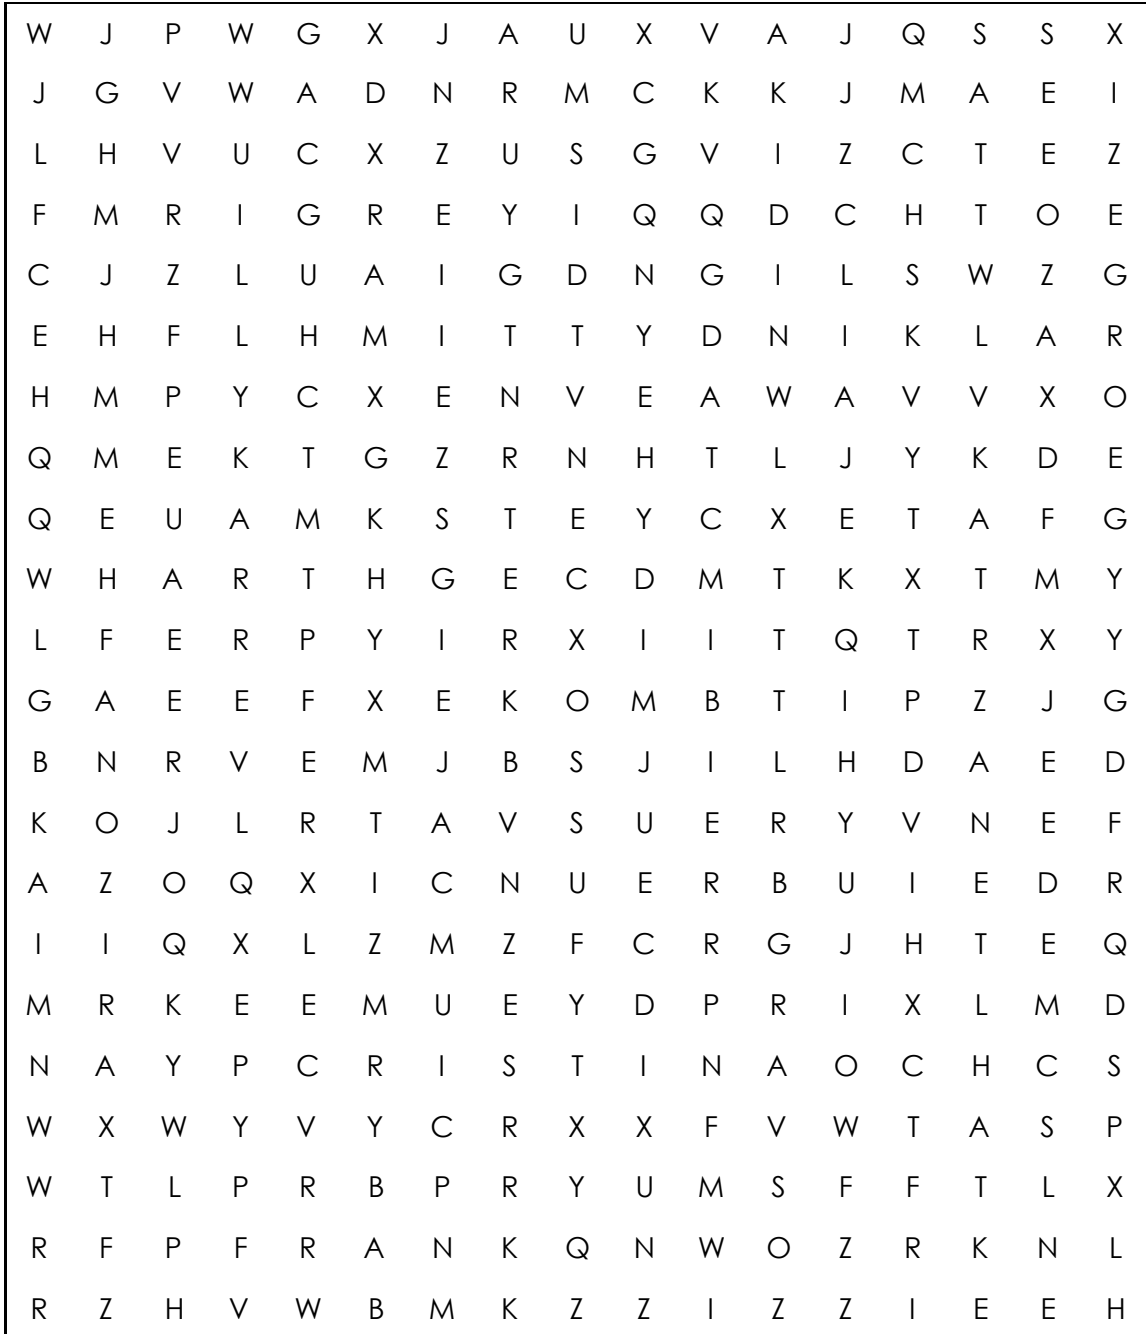 W J P W G X J A U X V A J Q S S X
J G V W A D N R M C K K J M A E I
L H V U C X Z U S G V I Z C T E Z
F M R I G R E Y I Q Q D C H T O E
C J Z L U A I G D N G I L S W Z G
E H F L H M I T T Y D N I K L A R
H M P Y C X E N V E A W A V V X O
Q M E K T G Z R N H T L J Y K D E
Q E U A M K S T E Y C X E T A F G
W H A R T H G E C D M T K X T M Y
L F E R P Y I R X I I T Q T R X Y
G A E E F X E K O M B T I P Z J G
B N R V E M J B S J I L H D A E D
K O J L R T A V S U E R Y V N E F
A Z O Q X I C N U E R B U I E D R
I I Q X L Z M Z F C R G J H T E Q
M R K E E M U E Y D P R I X L M D
N A Y P C R I S T I N A O C H C S
W X W Y V Y C R X X F V W T A S P
W T L P R B P R Y U M S F F T L X
R F P F R A N K Q N W O Z R K N L
R Z H V W B M K Z Z I Z Z I E E H